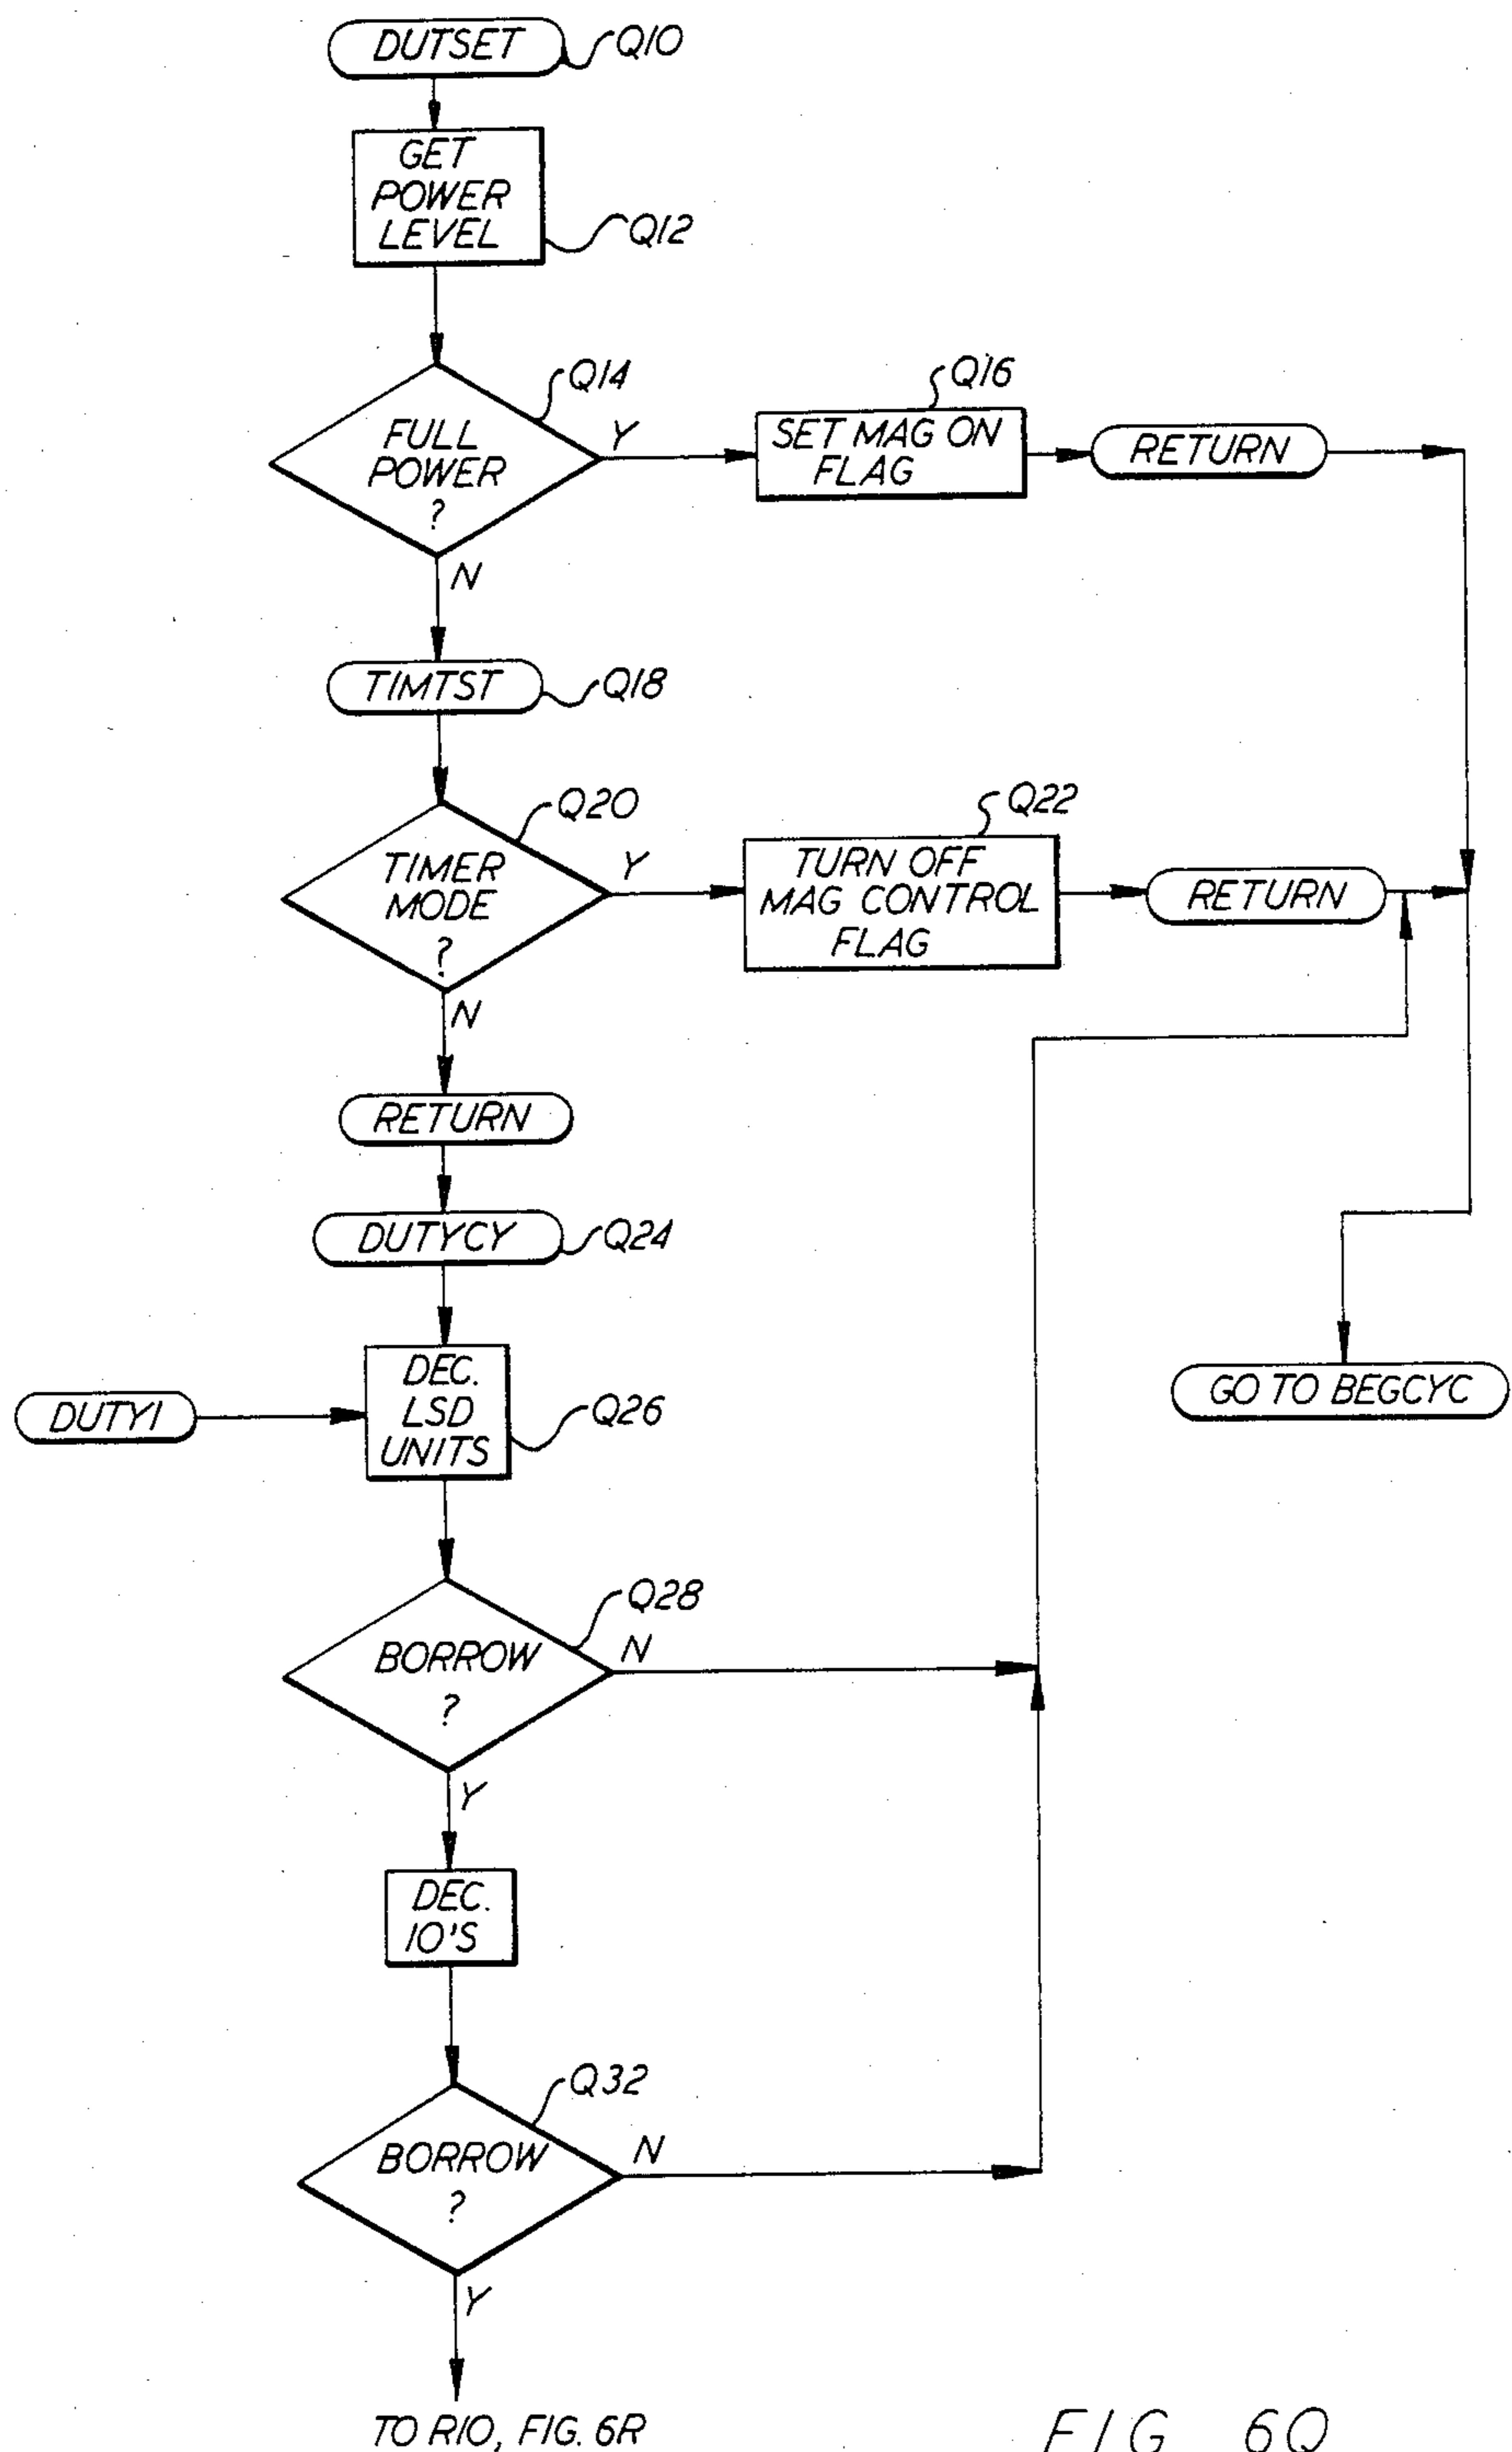 DUTSET
Q10
GET
POWER
LEVEL
Q12
Q14
FULL
POWER
?
Y
N
Q16
SET MAG ON
FLAG
RETURN
TIMTST
Q18
Q20
TIMER
MODE
?
Y
N
Q22
TURN OFF
MAG CONTROL
FLAG
RETURN
RETURN
DUTYCY
Q24
GO TO BEGCYC
DUTY1
DEC.
LSD
UNITS
Q26
Q28
BORROW
?
N
Y
DEC.
10'S
Q32
BORROW
?
N
Y
TO R10, FIG. 6R
FIG 6Q